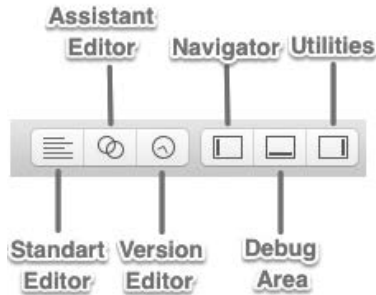 Assistant
Editor
Navigator
Utilities
Standart
Editor
Version
Editor
Debug
Area